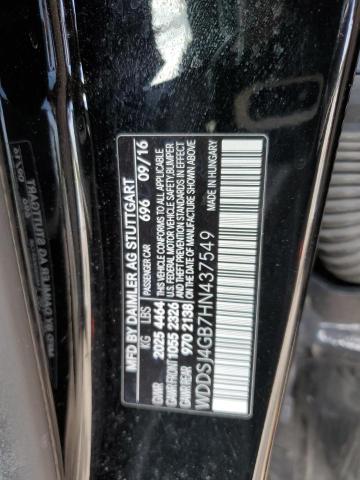 MFD BY DAIMLER AG STUTTGART
PASSENGER CAR 696 09/16
KG LBS
GVWR 2025 4464
GAWR FRONT 1055 2326
GAWR REAR 970 2138
THIS VEHICLE CONFORMS TO ALL APPLICABLE
U.S. FEDERAL MOTOR VEHICLE SAFETY, BUMPER
AND THEFT PREVENTION STANDARDS IN EFFECT
ON THE DATE OF MANUFACTURE SHOWN ABOVE
MADE IN HUNGARY
WDDSJ4GB7HN437549